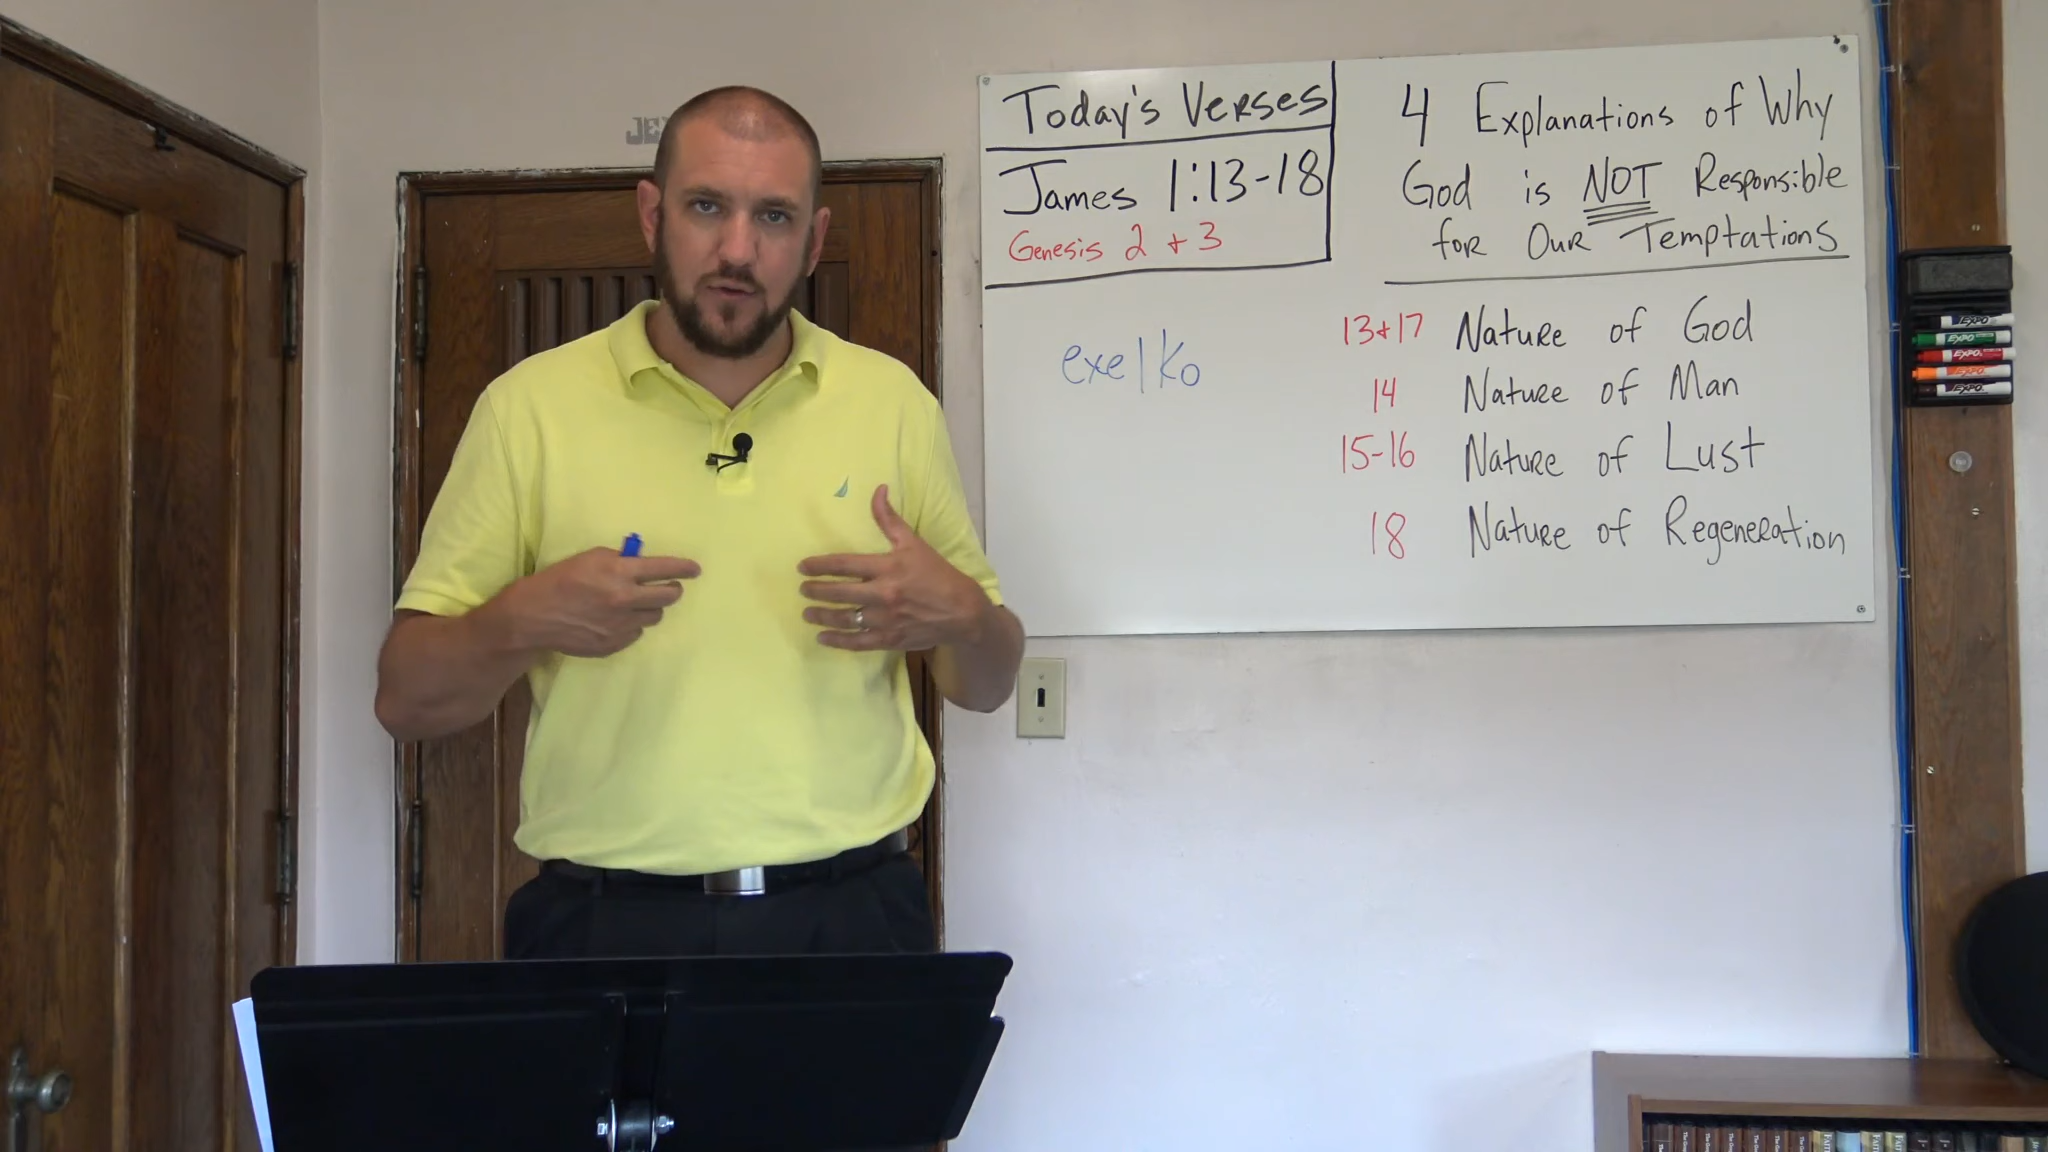 Today's Verses
James 1:13-18
Genesis 2 + 3
exelko
4 Explanations of Why
God is NOT Responsible
for Our Temptations
13+17 Nature of God
14 Nature of Man
15-16 Nature of Lust
18 Nature of Regeneration
EXPO
EXPO
EXPO
EXPO
EXPO